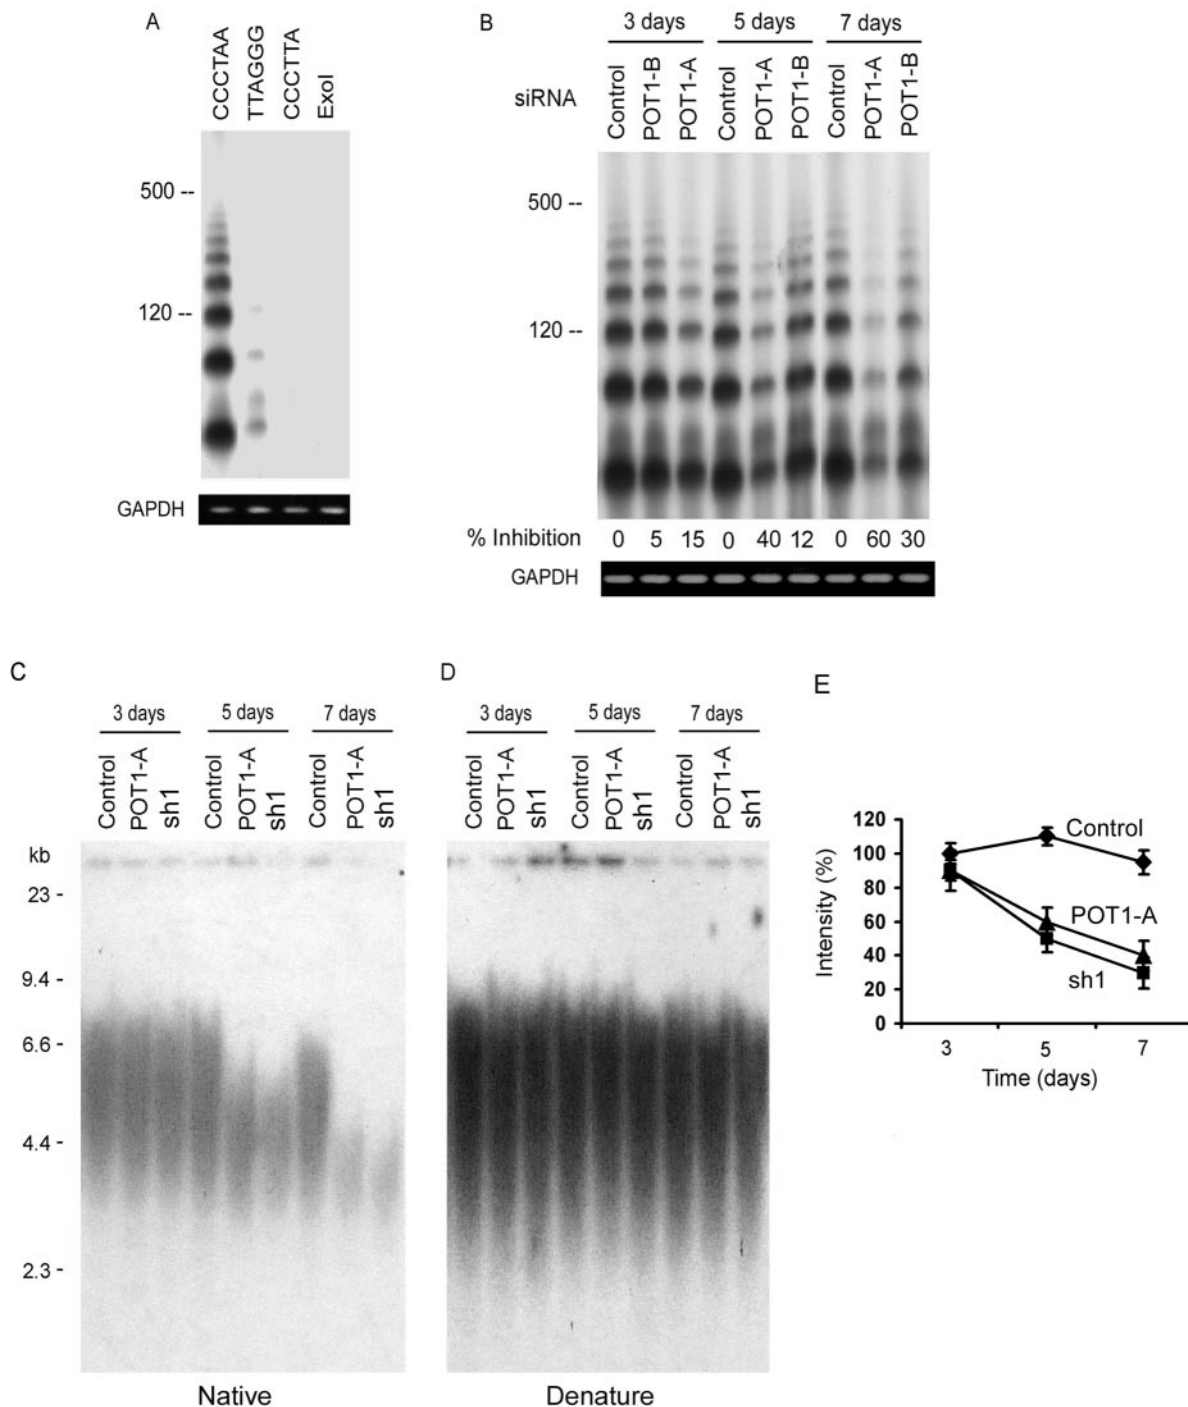 A
CCCTAA TTAGGG CCCTTA ExoI
500 --
120 --
GAPDH
B
3 days 5 days 7 days
siRNA Control POT1-B POT1-A Control POT1-A POT1-B Control POT1-A POT1-B
500 --
120 --
% Inhibition 0 5 15 0 40 12 0 60 30
GAPDH
C
3 days 5 days 7 days
Control POT1-A sh1 Control POT1-A sh1 Control POT1-A sh1
kb
23 -
9.4 -
6.6 -
4.4 -
2.3 -
Native
D
3 days 5 days 7 days
Control POT1-A sh1 Control POT1-A sh1 Control POT1-A sh1
Denature
E
Intensity (%)
120
100
80
60
40
20
0
Control
POT1-A
sh1
3 5 7
Time (days)